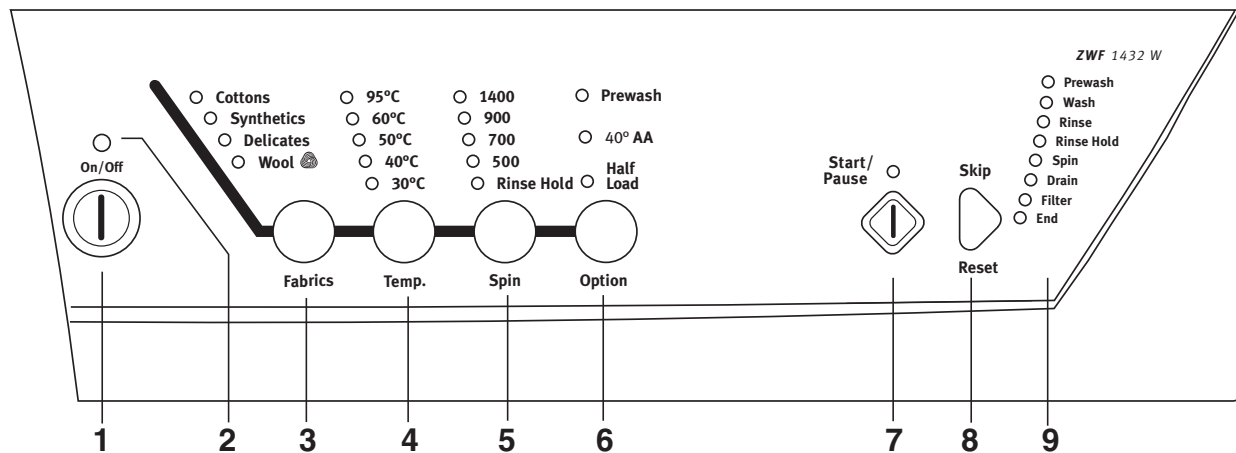 ZWF 1432 W
On/Off
Cottons
Synthetics
Delicates
Wool
95°C
60°C
50°C
40°C
30°C
1400
900
700
500
Rinse Hold
Prewash
40° AA
Half
Load
Fabrics
Temp.
Spin
Option
Start/
Pause
Skip
Reset
Prewash
Wash
Rinse
Rinse Hold
Spin
Drain
Filter
End
1 2 3 4 5 6 7 8 9